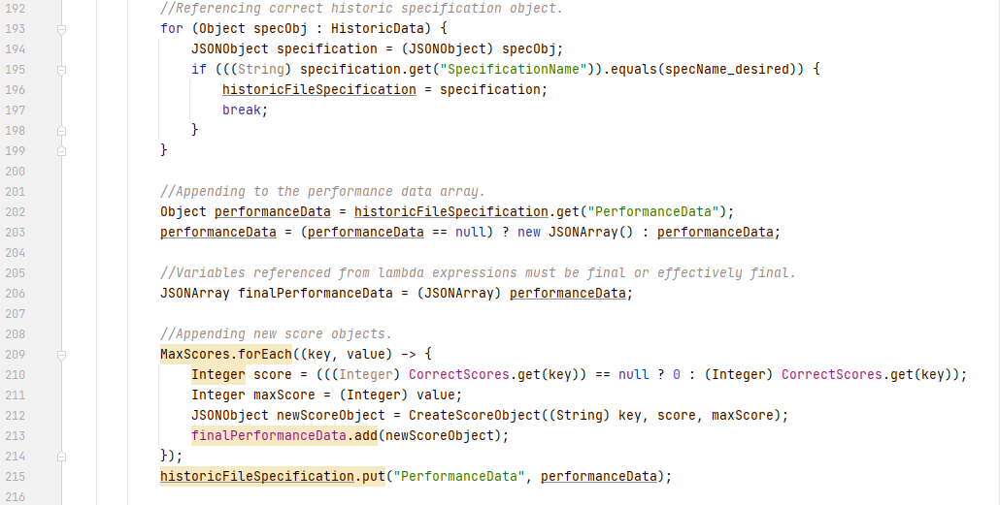 192 //Referencing correct historic specification object.
193 for (Object specObj : HistoricData) {
194 JSONObject specification = (JSONObject) specObj;
195 if (((String) specification.get("SpecificationName")).equals(specName_desired)) {
196 historicFileSpecification = specification;
197 break;
198 }
199 }
200
201 //Appending to the performance data array.
202 Object performanceData = historicFileSpecification.get("PerformanceData");
203 performanceData = (performanceData == null) ? new JSONArray() : performanceData;
204
205 //Variables referenced from lambda expressions must be final or effectively final.
206 JSONArray finalPerformanceData = (JSONArray) performanceData;
207
208 //Appending new score objects.
209 MaxScores.forEach((key, value) -> {
210 Integer score = (((Integer) CorrectScores.get(key)) == null ? 0 : (Integer) CorrectScores.get(key));
211 Integer maxScore = (Integer) value;
212 JSONObject newScoreObject = CreateScoreObject((String) key, score, maxScore);
213 finalPerformanceData.add(newScoreObject);
214 });
215 historicFileSpecification.put("PerformanceData", performanceData);
216